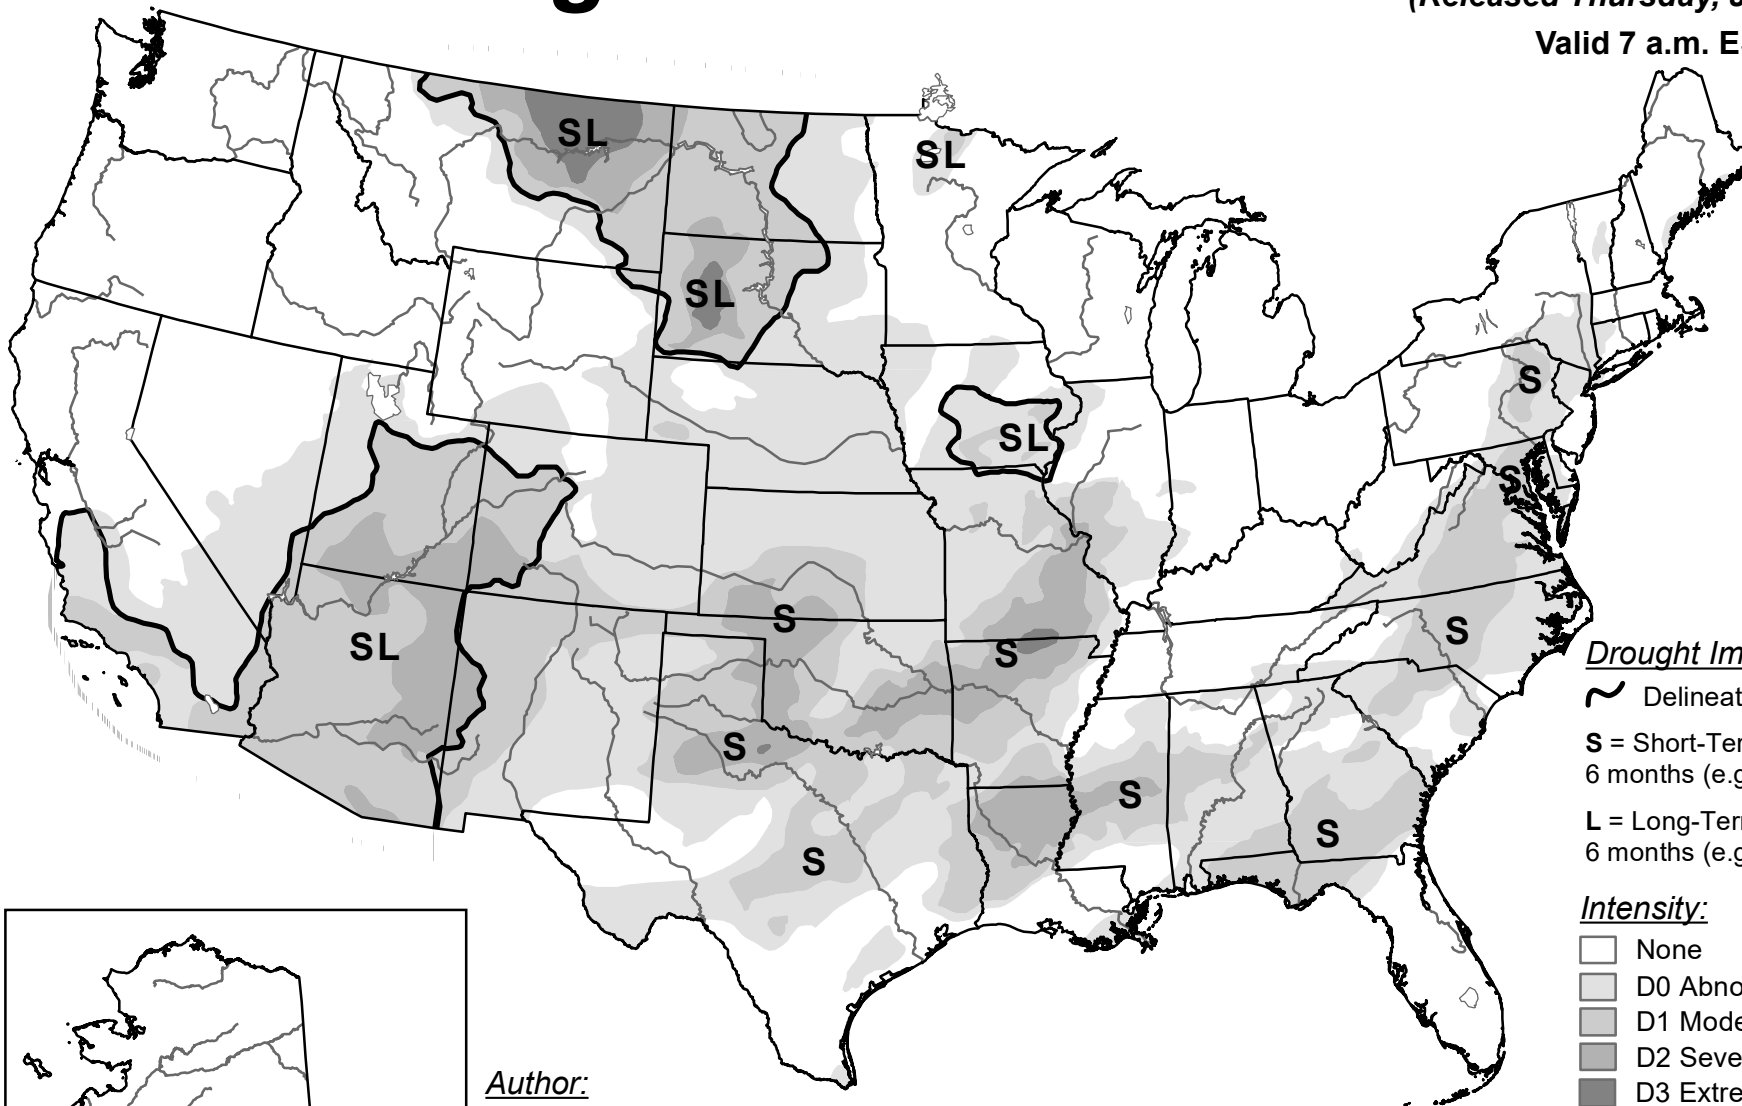 g
(Released Thursday, J
Valid 7 a.m. E
SL
SL
SL
S
SL
S
S
S
S
SL
S
S
S
S
Drought Im
Delineat
S = Short-Ter
6 months (e.g
L = Long-Terr
6 months (e.g
Intensity:
None
D0 Abno
D1 Mode
D2 Seve
D3 Extre
Author: